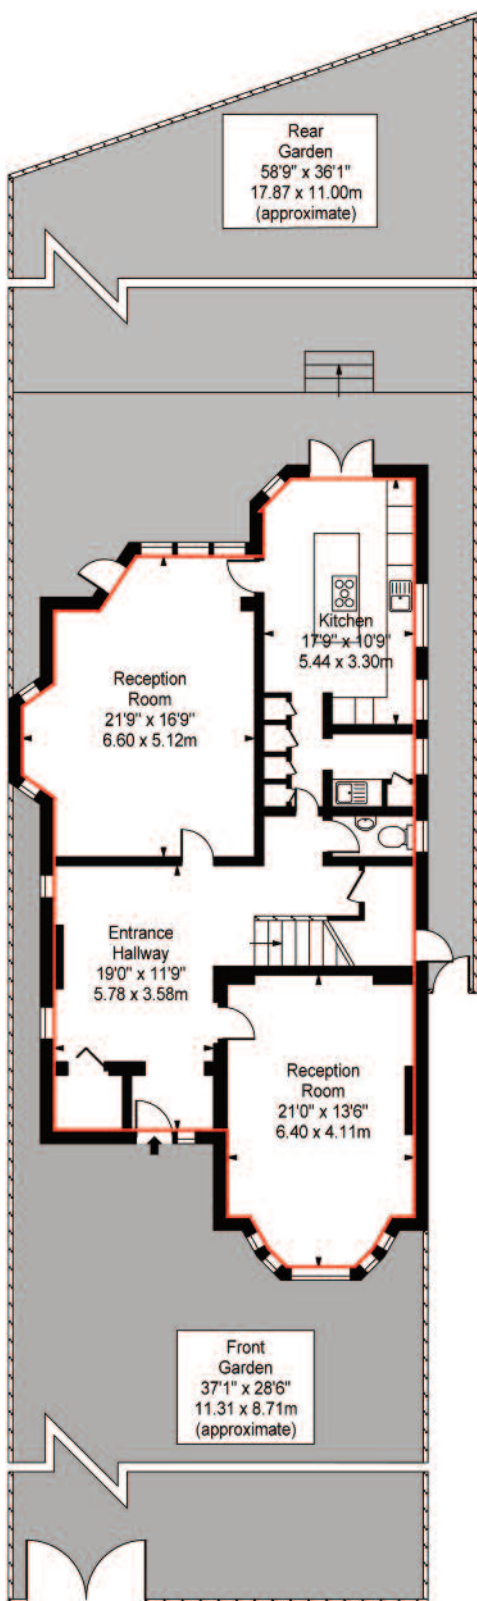 Rear
Garden
58'9" x 36'1"
17.87 x 11.00m
(approximate)
Kitchen
17'9" x 10'9"
5.44 x 3.30m
Reception
Room
21'9" x 16'9"
6.60 x 5.12m
Entrance
Hallway
19'0" x 11'9"
5.78 x 3.58m
Reception
Room
21'0" x 13'6"
6.40 x 4.11m
Front
Garden
37'1" x 28'6"
11.31 x 8.71m
(approximate)